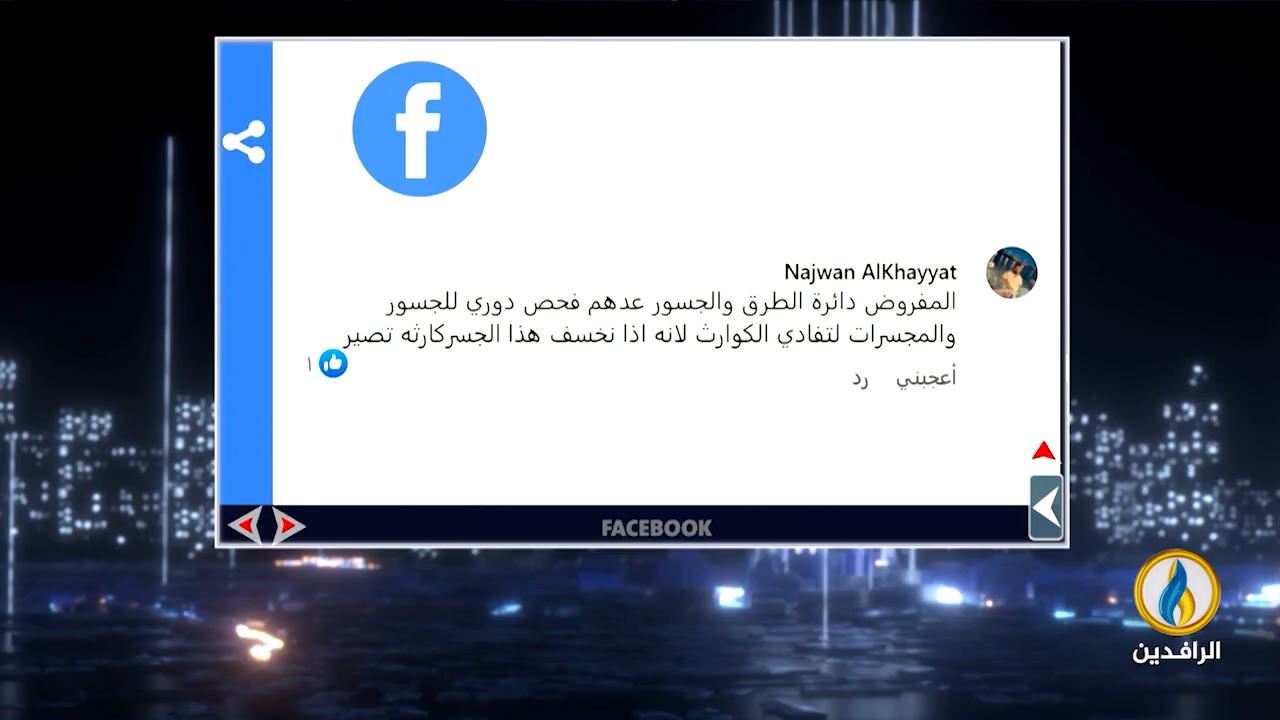 Najwan AlKhayyat
المفروض دائرة الطرق والجسور عدهم فحص دوري للجسور
والمجسرات لتفادي الكوارث لانه اذا نخسف هذا الجسركارثه تصير
١
أعجبني رد
FACEBOOK
الرافدين